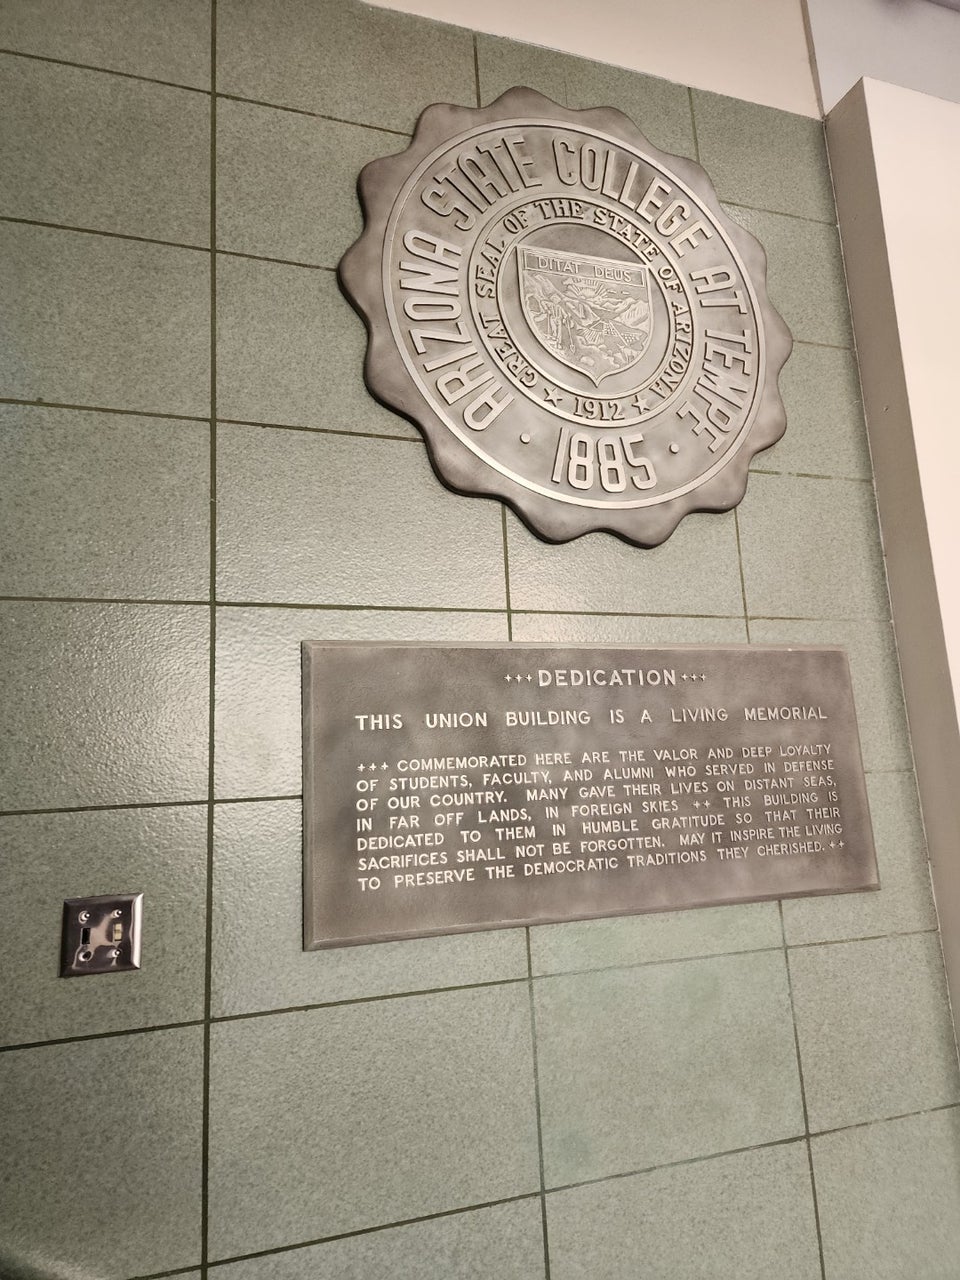 ARIZONA STATE COLLEGE AT TEMPE
GREAT SEAL OF THE STATE OF ARIZONA
DITAT DEUS
★ 1912 ★
• 1885 •
+++DEDICATION+++
THIS UNION BUILDING IS A LIVING MEMORIAL
+++ COMMEMORATED HERE ARE THE VALOR AND DEEP LOYALTY
OF STUDENTS, FACULTY, AND ALUMNI WHO SERVED IN DEFENSE
OF OUR COUNTRY. MANY GAVE THEIR LIVES ON DISTANT SEAS,
IN FAR OFF LANDS, IN FOREIGN SKIES ++ THIS BUILDING IS
DEDICATED TO THEM IN HUMBLE GRATITUDE SO THAT THEIR
SACRIFICES SHALL NOT BE FORGOTTEN. MAY IT INSPIRE THE LIVING
TO PRESERVE THE DEMOCRATIC TRADITIONS THEY CHERISHED. ++